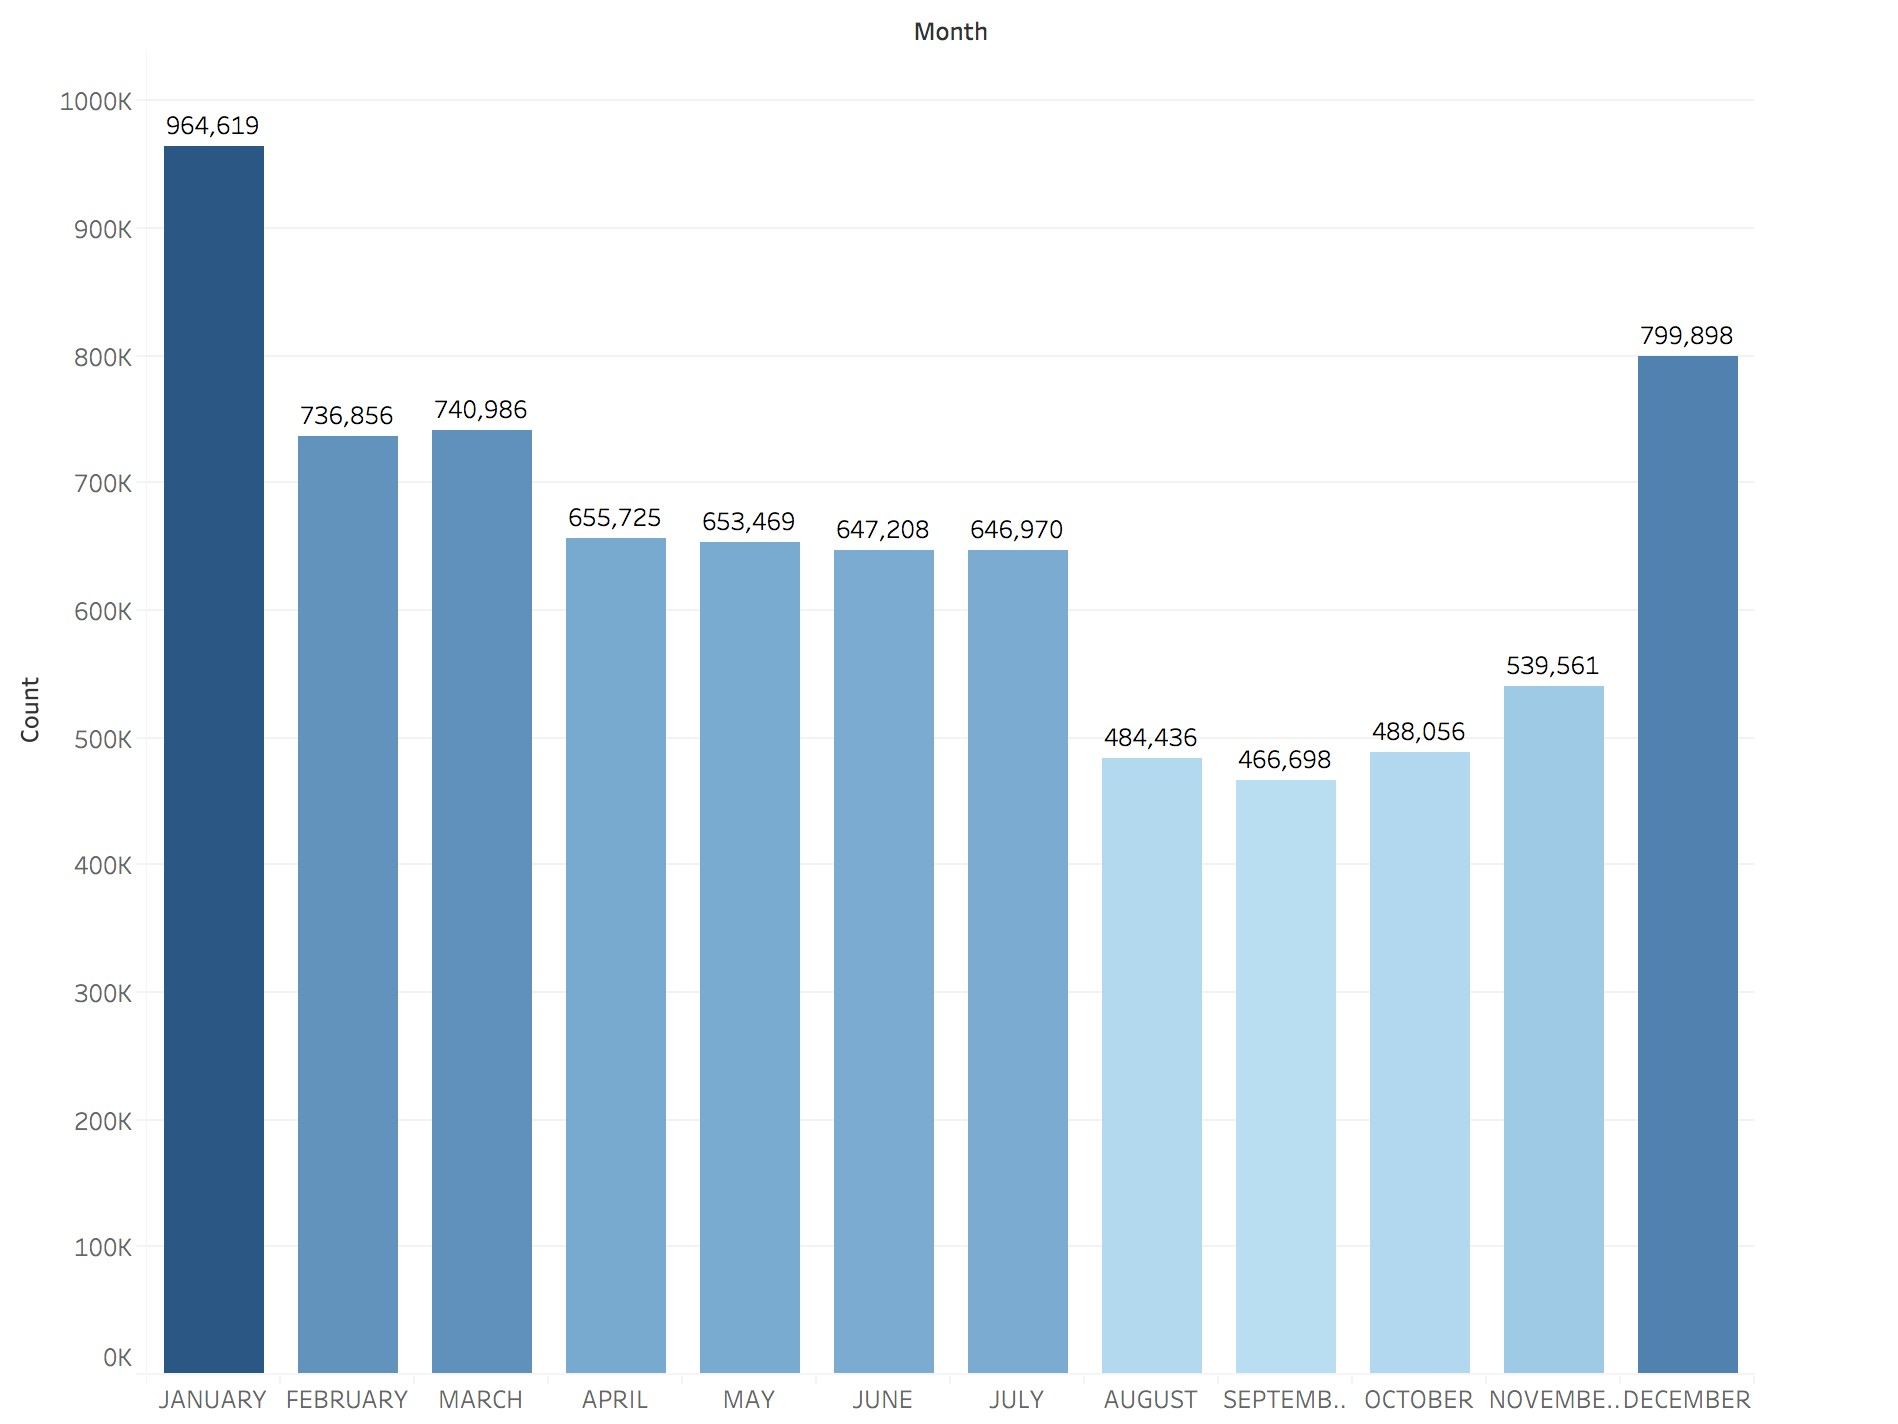 Month
1000K
964,619
900K
800K
799,898
736,856
740,986
700K
655,725
653,469
647,208
646,970
600K
539,561
Count
500K
484,436
466,698
488,056
400K
300K
200K
100K
0K
JANUARY FEBRUARY MARCH APRIL MAY JUNE JULY AUGUST SEPTEMB.. OCTOBER NOVEMBE.. DECEMBER